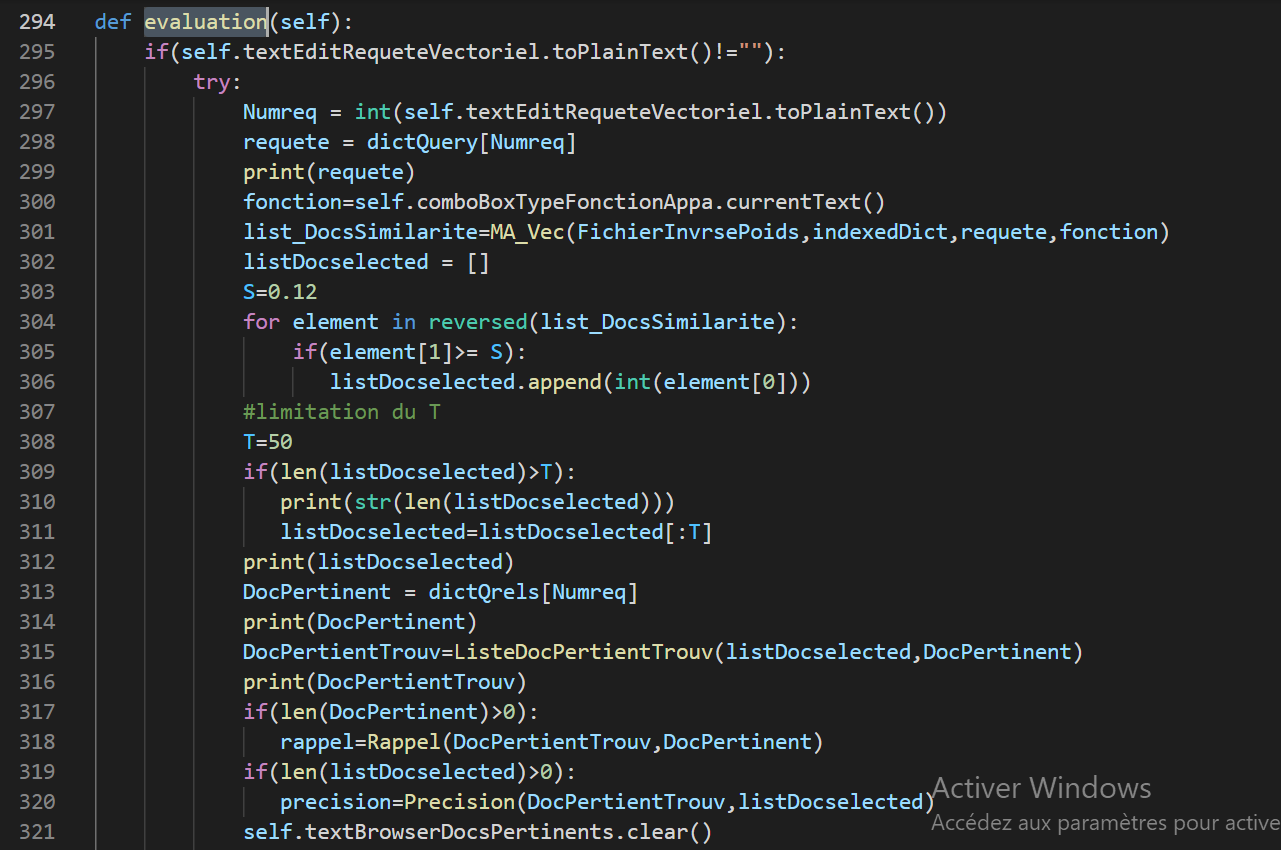 294 def evaluation(self):
295 if(self.textEditRequeteVectoriel.toPlainText()!=""):
296 try:
297 Numreq = int(self.textEditRequeteVectoriel.toPlainText())
298 requete = dictQuery[Numreq]
299 print(requete)
300 fonction=self.comboBoxTypeFonctionAppa.currentText()
301 list_DocsSimilarite=MA_Vec(FichierInvrsePoids,indexedDict,requete,fonction)
302 listDocselected = []
303 S=0.12
304 for element in reversed(list_DocsSimilarite):
305 if(element[1]>= S):
306 listDocselected.append(int(element[0]))
307 #limitation du T
308 T=50
309 if(len(listDocselected)>T):
310 print(str(len(listDocselected)))
311 listDocselected=listDocselected[:T]
312 print(listDocselected)
313 DocPertinent = dictQrels[Numreq]
314 print(DocPertinent)
315 DocPertientTrouv=ListeDocPertientTrouv(listDocselected,DocPertinent)
316 print(DocPertientTrouv)
317 if(len(DocPertinent)>0):
318 rappel=Rappel(DocPertientTrouv,DocPertinent)
319 if(len(listDocselected)>0):
320 precision=Precision(DocPertientTrouv,listDocselected)
321 self.textBrowserDocsPertinents.clear()
Activer Windows
Accédez aux paramètres pour active